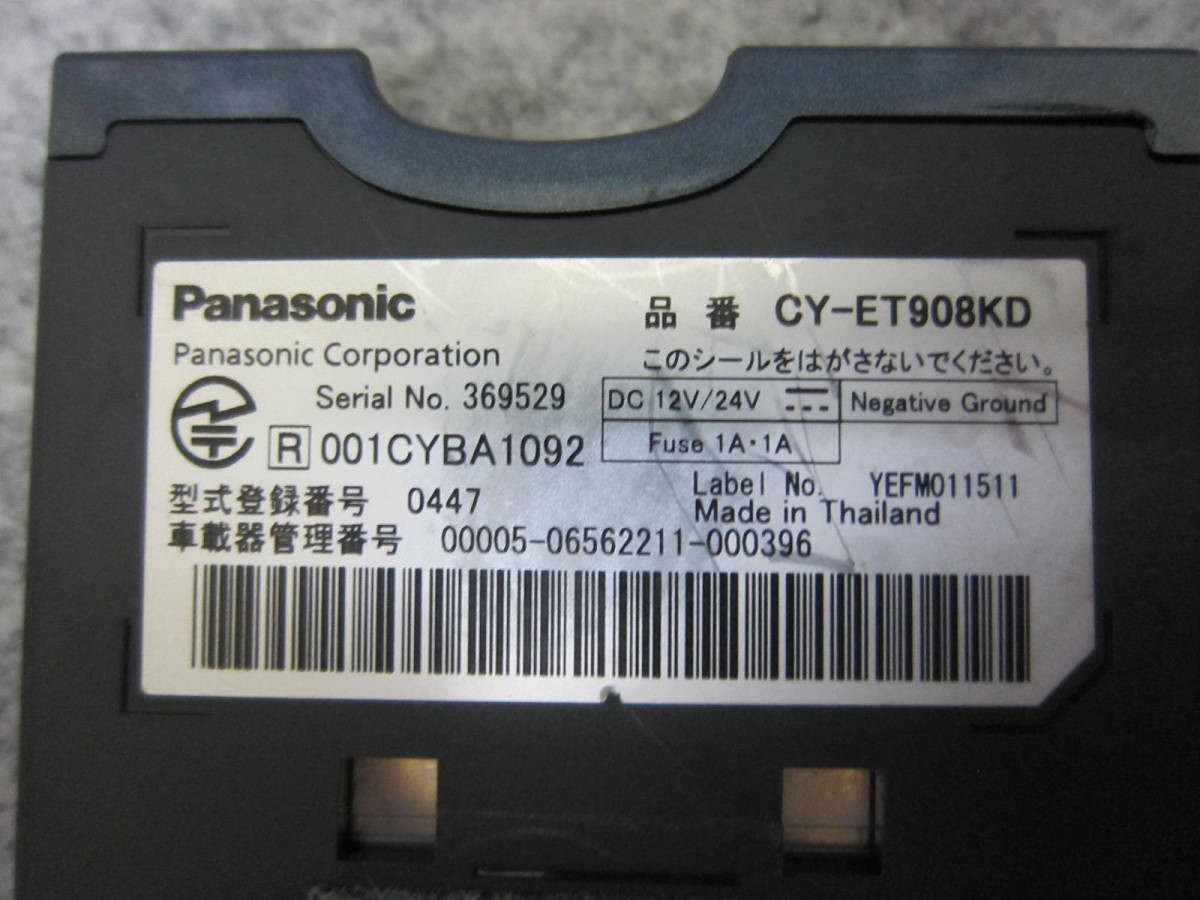 Panasonic
品番 CY-ET908KD
Panasonic Corporation
このシールをはがさないでください。
Serial No. 369529
DC 12V/24V
Negative Ground
R 001CYBA1092
Fuse 1A・1A
Label No. YEFM011511
型式登録番号 0447
Made in Thailand
車載器管理番号 00005-06562211-000396